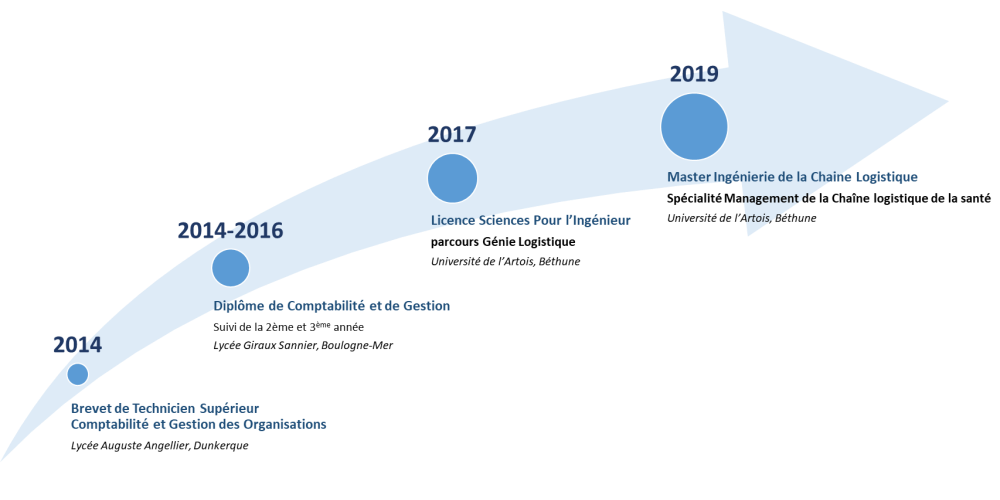 2014
Brevet de Technicien Supérieur
Comptabilité et Gestion des Organisations
Lycée Auguste Angellier, Dunkerque
2014-2016
Diplôme de Comptabilité et de Gestion
Suivi de la 2ème et 3ème année
Lycée Giraux Sannier, Boulogne-Mer
2017
Licence Sciences Pour l'Ingénieur
parcours Génie Logistique
Université de l'Artois, Béthune
2019
Master Ingénierie de la Chaine Logistique
Spécialité Management de la Chaîne logistique de la santé
Université de l'Artois, Béthune